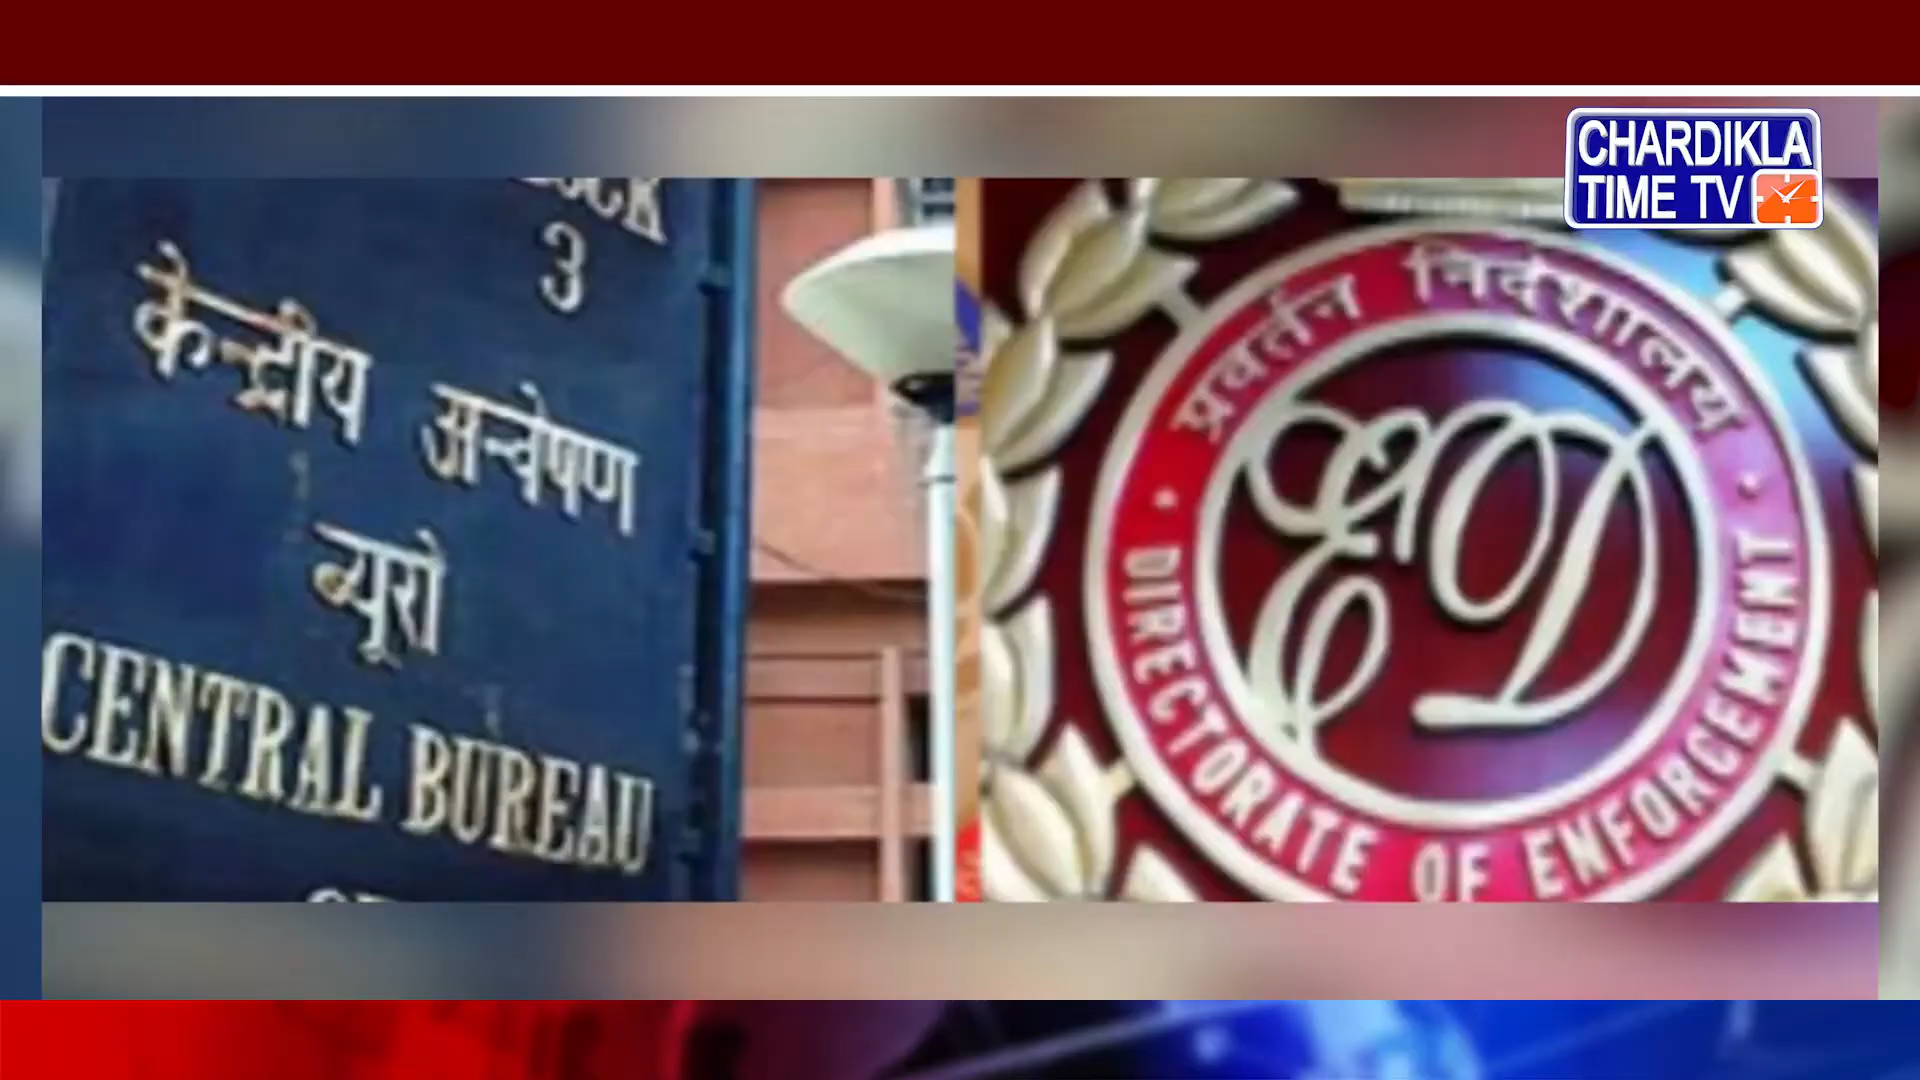 CHARDIKLA
TIME TV
3
केन्द्रीय अन्वेषण
ब्यूरो
CENTRAL BUREAU
प्रवर्तन निदेशालय
ED
DIRECTORATE OF ENFORCEMENT